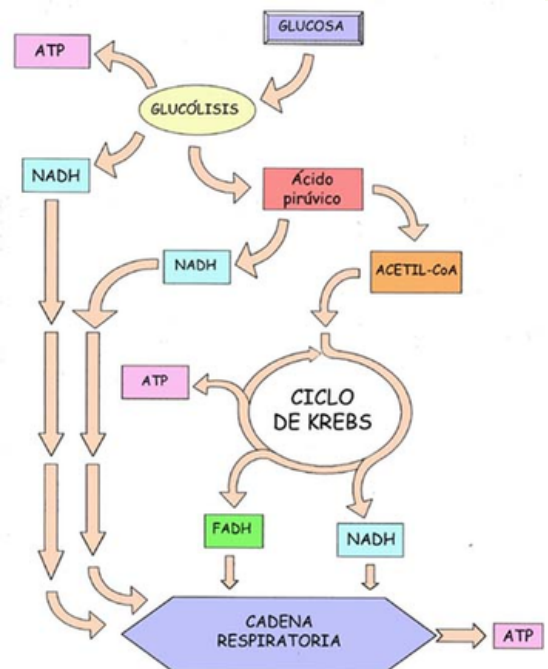 GLUCOSA
ATP
GLUCÓLISIS
NADH
Ácido
pirúvico
NADH
ACETIL-CoA
ATP
CICLO
DE KREBS
FADH
NADH
CADENA
RESPIRATORIA
ATP